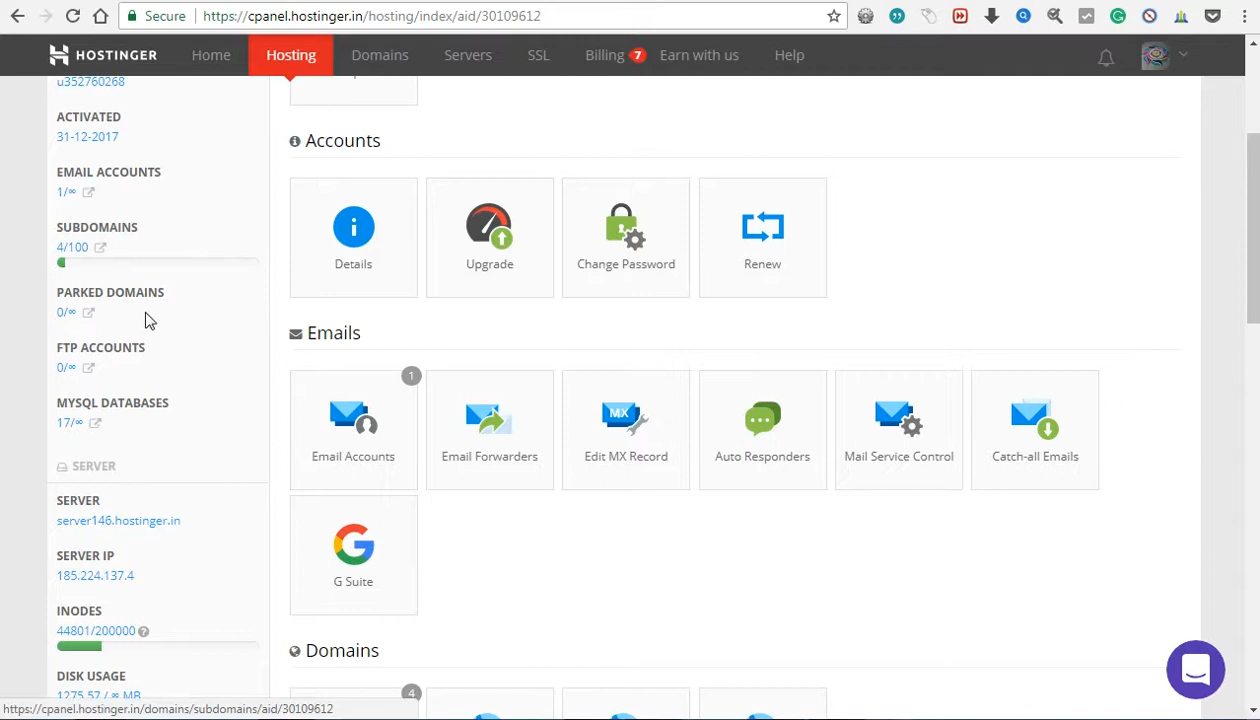 Secure
https://cpanel.hostinger.in/hosting/index/aid/30109612
HOSTINGER
Home
Hosting
Domains
Servers
SSL
Billing 7
Earn with us
Help
u352760268
ACTIVATED
31-12-2017
EMAIL ACCOUNTS
1/∞
SUBDOMAINS
4/100
PARKED DOMAINS
0/∞
FTP ACCOUNTS
0/∞
MYSQL DATABASES
17/∞
SERVER
SERVER
server146.hostinger.in
SERVER IP
185.224.137.4
INODES
44801/200000
DISK USAGE
1275.57 / ∞ MB
Accounts
Details
Upgrade
Change Password
Renew
Emails
1
Email Accounts
Email Forwarders
MX
Edit MX Record
Auto Responders
Mail Service Control
Catch-all Emails
G Suite
Domains
4
https://cpanel.hostinger.in/domains/subdomains/aid/30109612